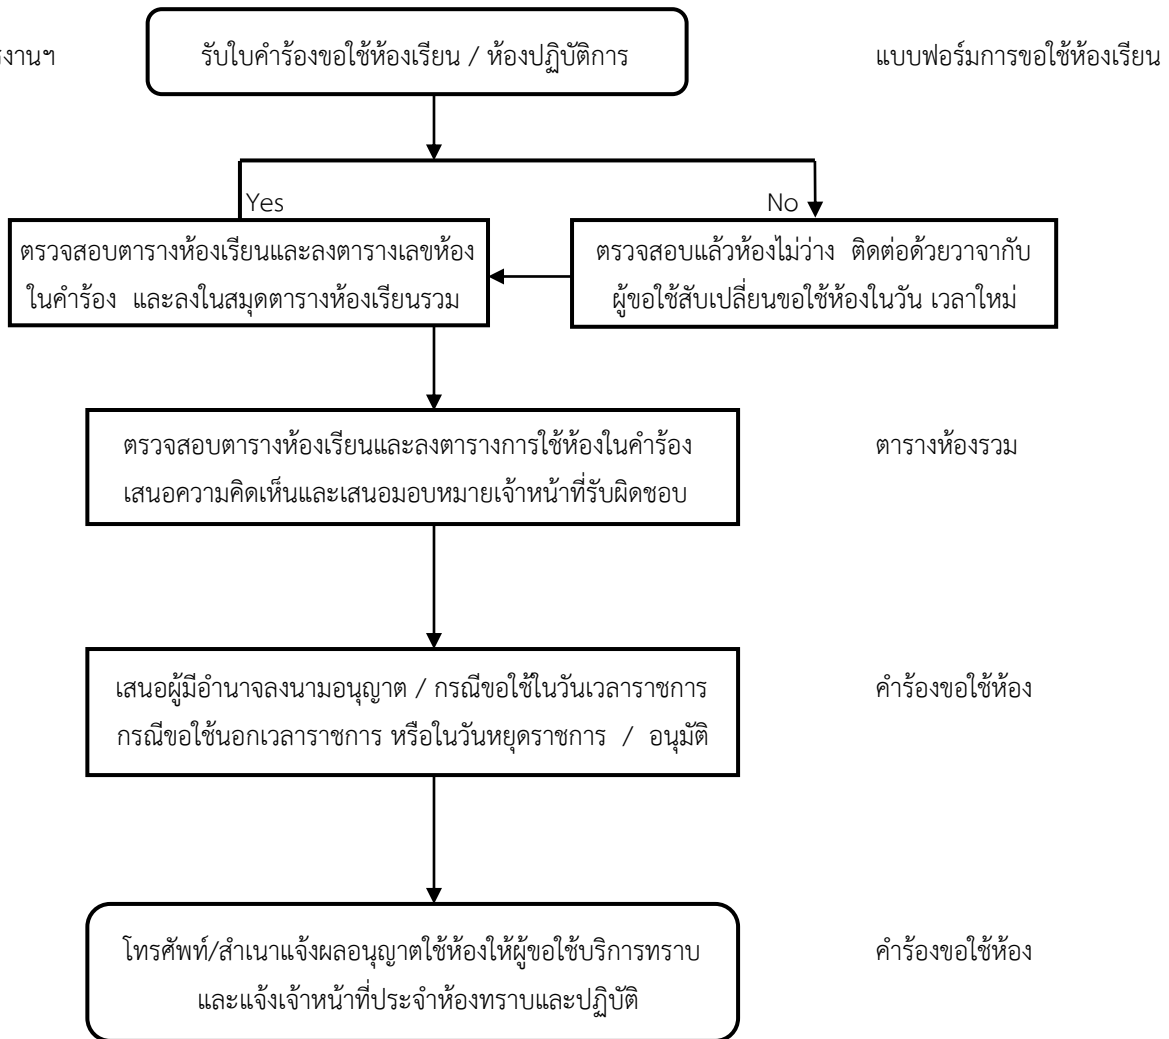 รับใบคำร้องขอใช้ห้องเรียน / ห้องปฏิบัติการ
แบบฟอร์มการขอใช้ห้องเรียน
Yes
No
ตรวจสอบตารางห้องเรียนและลงตารางเลขห้อง
ในคำร้อง และลงในสมุดตารางห้องเรียนรวม
ตรวจสอบแล้วห้องไม่ว่าง ติดต่อด้วยวาจากับ
ผู้ขอใช้สับเปลี่ยนขอใช้ห้องในวัน เวลาใหม่
ตรวจสอบตารางห้องเรียนและลงตารางการใช้ห้องในคำร้อง
เสนอความคิดเห็นและเสนอมอบหมายเจ้าหน้าที่รับผิดชอบ
ตารางห้องรวม
เสนอผู้มีอำนาจลงนามอนุญาต / กรณีขอใช้ในวันเวลาราชการ
กรณีขอใช้นอกเวลาราชการ หรือในวันหยุดราชการ / อนุมัติ
คำร้องขอใช้ห้อง
โทรศัพท์/สำเนาแจ้งผลอนุญาตใช้ห้องให้ผู้ขอใช้บริการทราบ
และแจ้งเจ้าหน้าที่ประจำห้องทราบและปฏิบัติ
คำร้องขอใช้ห้อง